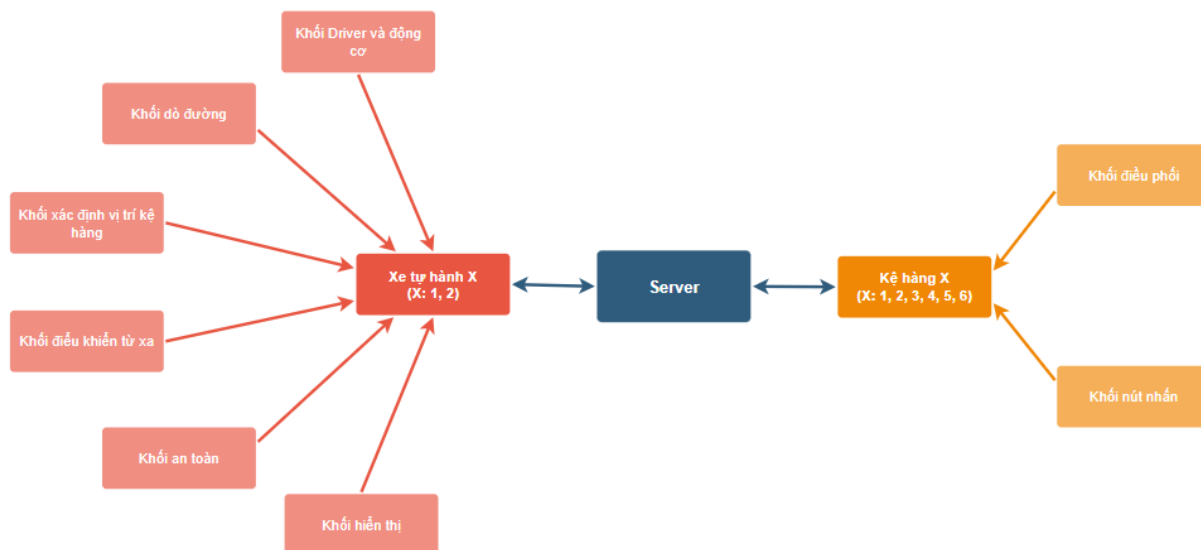 Khối Driver và động
cơ
Khối dò đường
Khối xác định vị trí kệ
hàng
Khối điều khiển từ xa
Khối an toàn
Khối hiển thị
Xe tự hành X
(X: 1, 2)
Server
Kệ hàng X
(X: 1, 2, 3, 4, 5, 6)
Khối điều phối
Khối nút nhấn